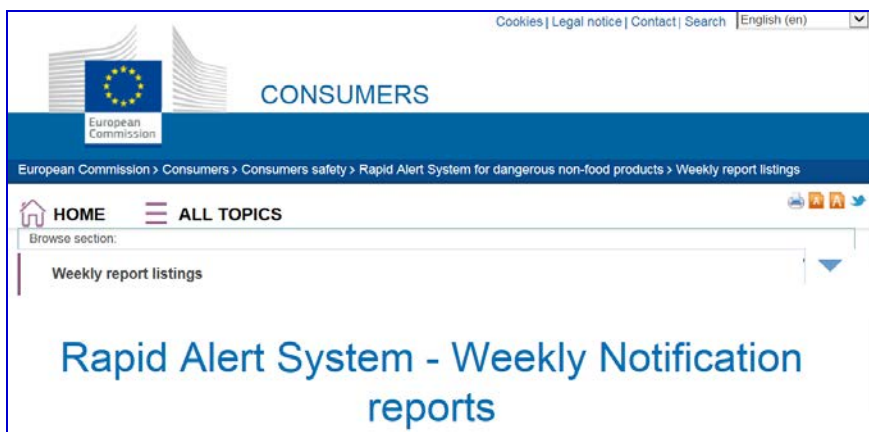 Cookies | Legal notice | Contact | Search English (en)
CONSUMERS
European
Commission
European Commission > Consumers > Consumers safety > Rapid Alert System for dangerous non-food products > Weekly report listings
HOME ALL TOPICS
A A
Browse section:
Weekly report listings
Rapid Alert System - Weekly Notification
reports